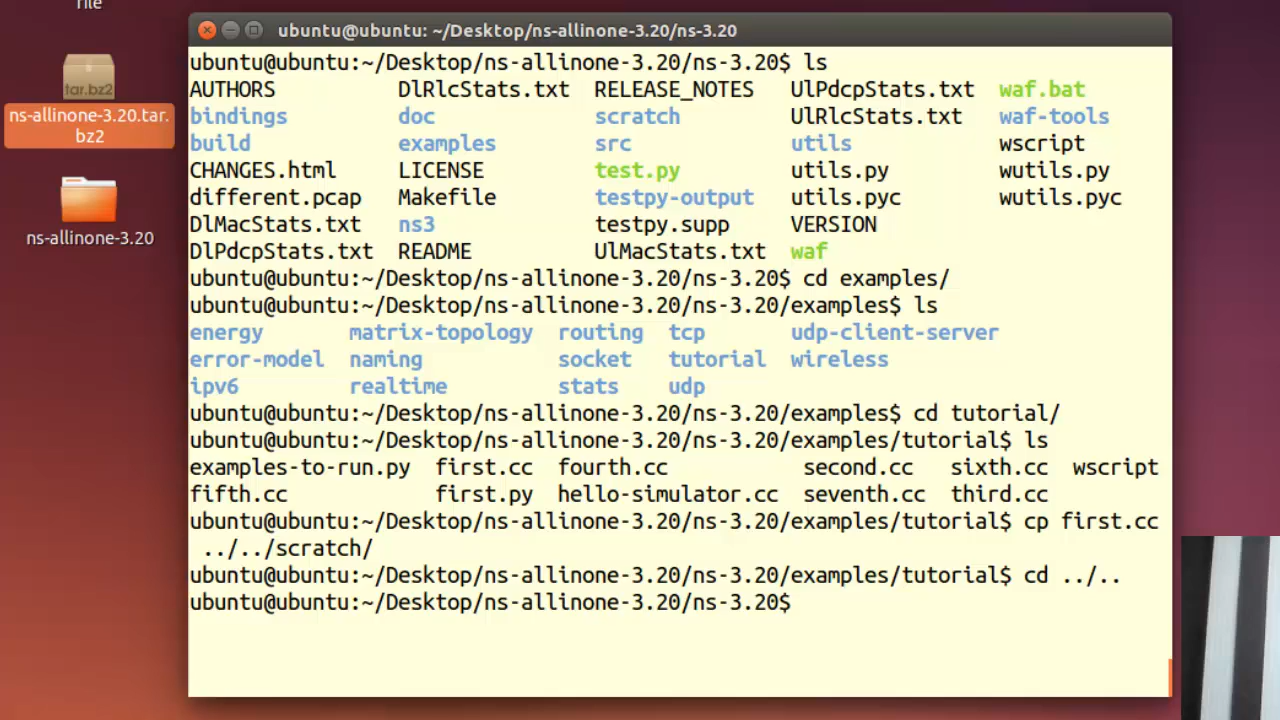 file
tar.bz2
ns-allinone-3.20.tar.
bz2
ns-allinone-3.20
ubuntu@ubuntu: ~/Desktop/ns-allinone-3.20/ns-3.20
ubuntu@ubuntu:~/Desktop/ns-allinone-3.20/ns-3.20$ ls
AUTHORS DlRlcStats.txt RELEASE_NOTES UlPdcpStats.txt waf.bat
bindings doc scratch UlRlcStats.txt waf-tools
build examples src utils wscript
CHANGES.html LICENSE test.py utils.py wutils.py
different.pcap Makefile testpy-output utils.pyc wutils.pyc
DlMacStats.txt ns3 testpy.supp VERSION
DlPdcpStats.txt README UlMacStats.txt waf
ubuntu@ubuntu:~/Desktop/ns-allinone-3.20/ns-3.20$ cd examples/
ubuntu@ubuntu:~/Desktop/ns-allinone-3.20/ns-3.20/examples$ ls
energy matrix-topology routing tcp udp-client-server
error-model naming socket tutorial wireless
ipv6 realtime stats udp
ubuntu@ubuntu:~/Desktop/ns-allinone-3.20/ns-3.20/examples$ cd tutorial/
ubuntu@ubuntu:~/Desktop/ns-allinone-3.20/ns-3.20/examples/tutorial$ ls
examples-to-run.py first.cc fourth.cc second.cc sixth.cc wscript
fifth.cc first.py hello-simulator.cc seventh.cc third.cc
ubuntu@ubuntu:~/Desktop/ns-allinone-3.20/ns-3.20/examples/tutorial$ cp first.cc
../../scratch/
ubuntu@ubuntu:~/Desktop/ns-allinone-3.20/ns-3.20/examples/tutorial$ cd ../..
ubuntu@ubuntu:~/Desktop/ns-allinone-3.20/ns-3.20$